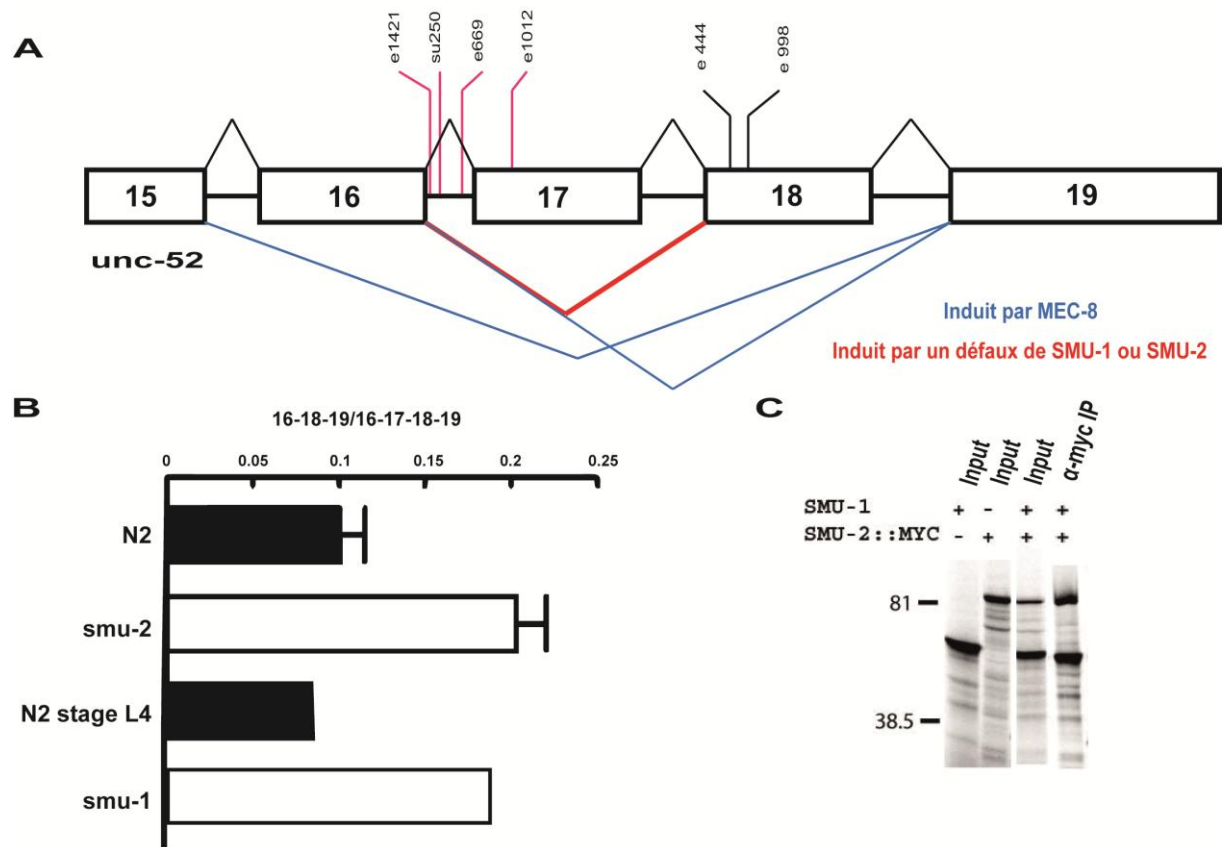 A
e1421
su250
e669
e1012
e 444
e 998
15
16
17
18
19
unc-52
Induit par MEC-8
Induit par un défaux de SMU-1 ou SMU-2
B
16-18-19/16-17-18-19
0
0.05
0.1
0.15
0.2
0.25
N2
smu-2
N2 stage L4
smu-1
C
Input
Input
Input
α-myc IP
SMU-1 + - + +
SMU-2::MYC - + + +
81
38.5